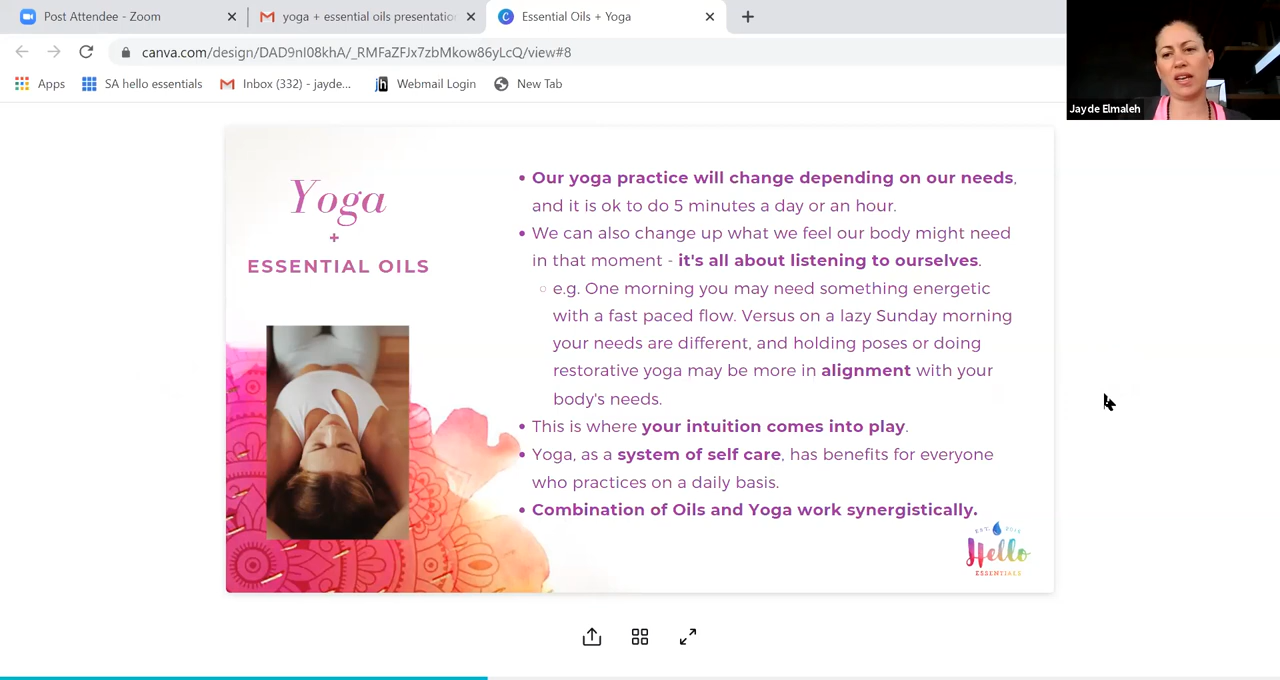 Post Attendee - Zoom
yoga + essential oils presentatio
Essential Oils + Yoga
canva.com/design/DAD9nI08khA/_RMFaZFJx7zbMkow86yLcQ/view#8
Apps
SA hello essentials
Inbox (332) - jayde...
Webmail Login
New Tab
Jayde Elmaleh
Yoga
+
ESSENTIAL OILS
• Our yoga practice will change depending on our needs,
and it is ok to do 5 minutes a day or an hour.
• We can also change up what we feel our body might need
in that moment - it's all about listening to ourselves.
○ e.g. One morning you may need something energetic
with a fast paced flow. Versus on a lazy Sunday morning
your needs are different, and holding poses or doing
restorative yoga may be more in alignment with your
body's needs.
• This is where your intuition comes into play.
• Yoga, as a system of self care, has benefits for everyone
who practices on a daily basis.
• Combination of Oils and Yoga work synergistically.
EST.
Hello
ESSENTIALS